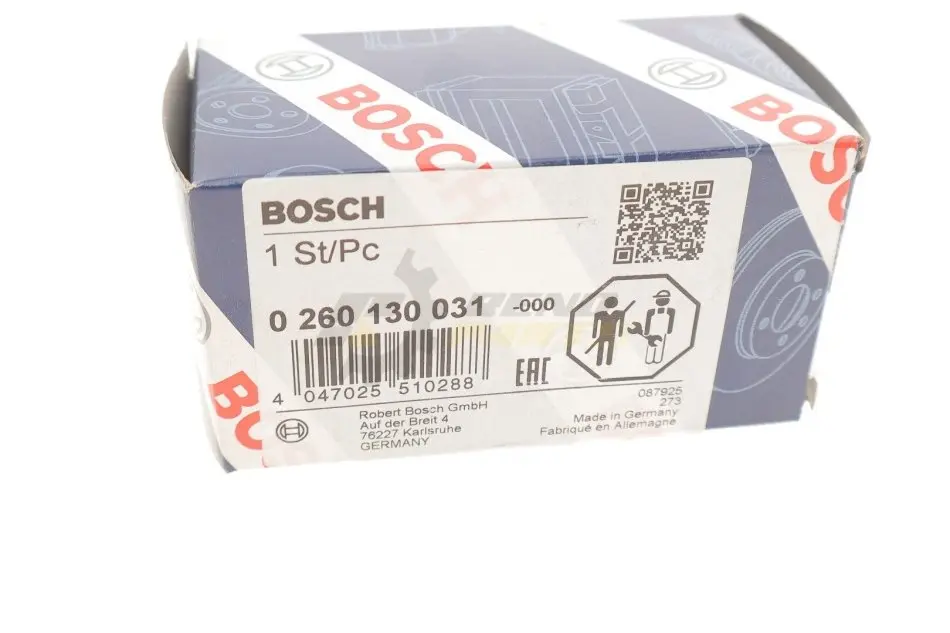 BOSCH
BOSCH
BOSCH
BOSCH
1 St/Pc
0 260 130 031 -000
4 047025 510288
EAC
Robert Bosch GmbH
Auf der Breit 4
76227 Karlsruhe
GERMANY
087925
273
Made in Germany
Fabriqué en Allemagne